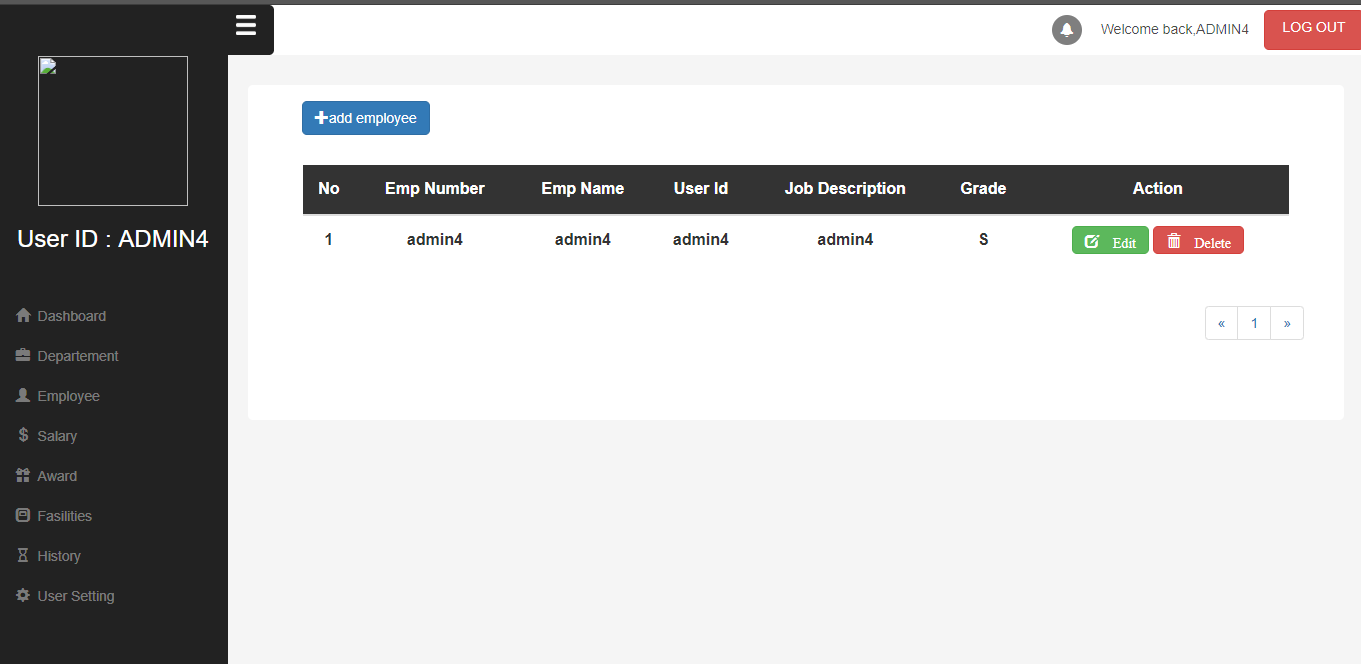 Welcome back,ADMIN4
LOG OUT
User ID : ADMIN4
Dashboard
Departement
Employee
Salary
Award
Fasilities
History
User Setting
add employee
No Emp Number Emp Name User Id Job Description Grade Action
1 admin4 admin4 admin4 admin4 S Edit Delete
« 1 »